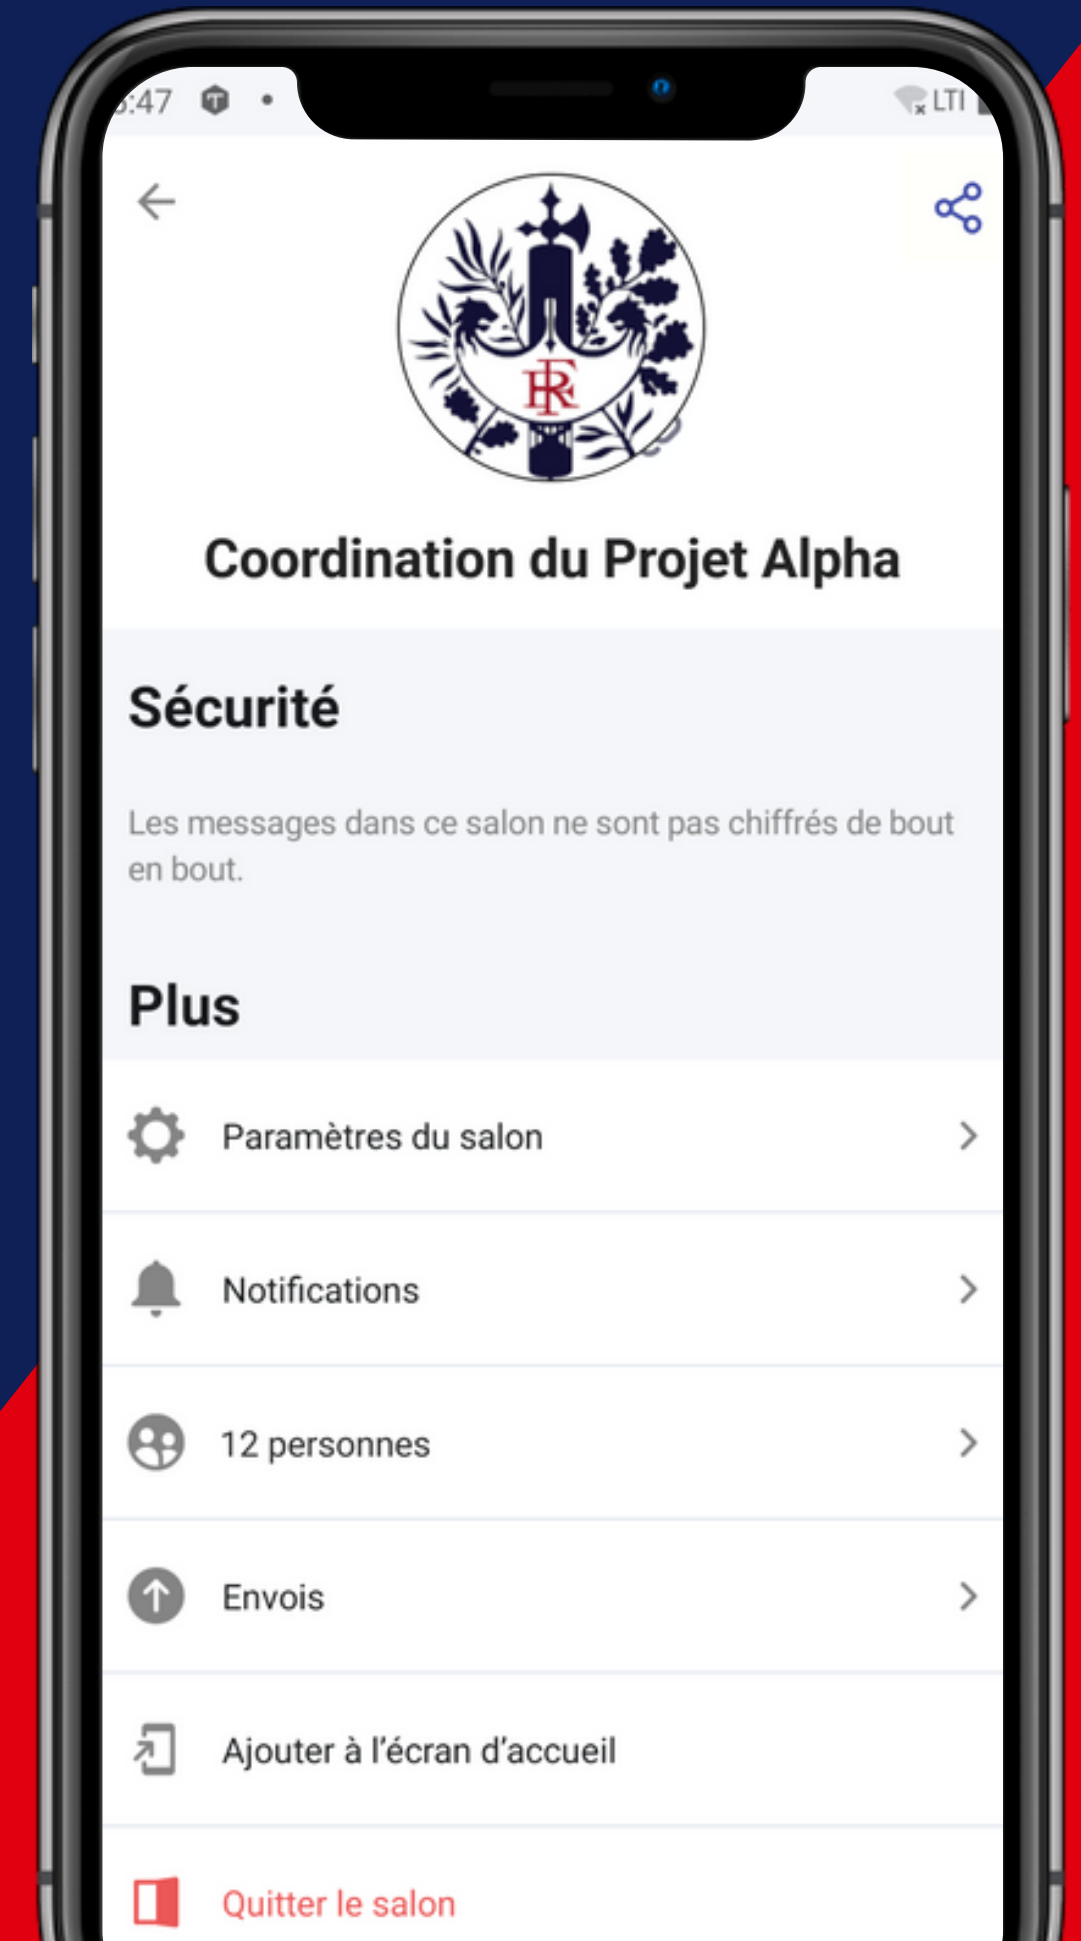 :47
LTI
RF
Coordination du Projet Alpha
Sécurité
Les messages dans ce salon ne sont pas chiffrés de bout
en bout.
Plus
Paramètres du salon
Notifications
12 personnes
Envois
Ajouter à l'écran d'accueil
Quitter le salon